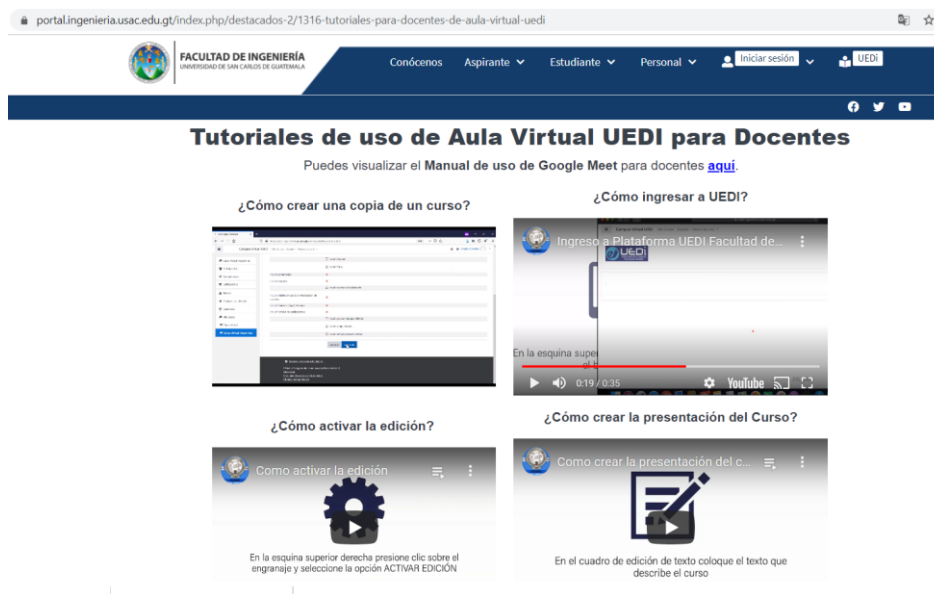 portal.ingenieria.usac.edu.gt/index.php/destacados-2/1316-tutoriales-para-docentes-de-aula-virtual-uedi
FACULTAD DE INGENIERÍA
UNIVERSIDAD DE SAN CARLOS DE GUATEMALA
Conócenos Aspirante Estudiante Personal Iniciar sesión UEDi
Tutoriales de uso de Aula Virtual UEDI para Docentes
Puedes visualizar el Manual de uso de Google Meet para docentes aquí.
¿Cómo crear una copia de un curso?
¿Cómo ingresar a UEDI?
Ingreso a Plataforma UEDI Facultad de...
UEDi
En la esquina super
0:19 / 0:35
YouTube
¿Cómo activar la edición?
¿Cómo crear la presentación del Curso?
Como activar la edición
En la esquina superior derecha presione clic sobre el
engranaje y seleccione la opción ACTIVAR EDICIÓN
Como crear la presentación del c...
En el cuadro de edición de texto coloque el texto que
describe el curso